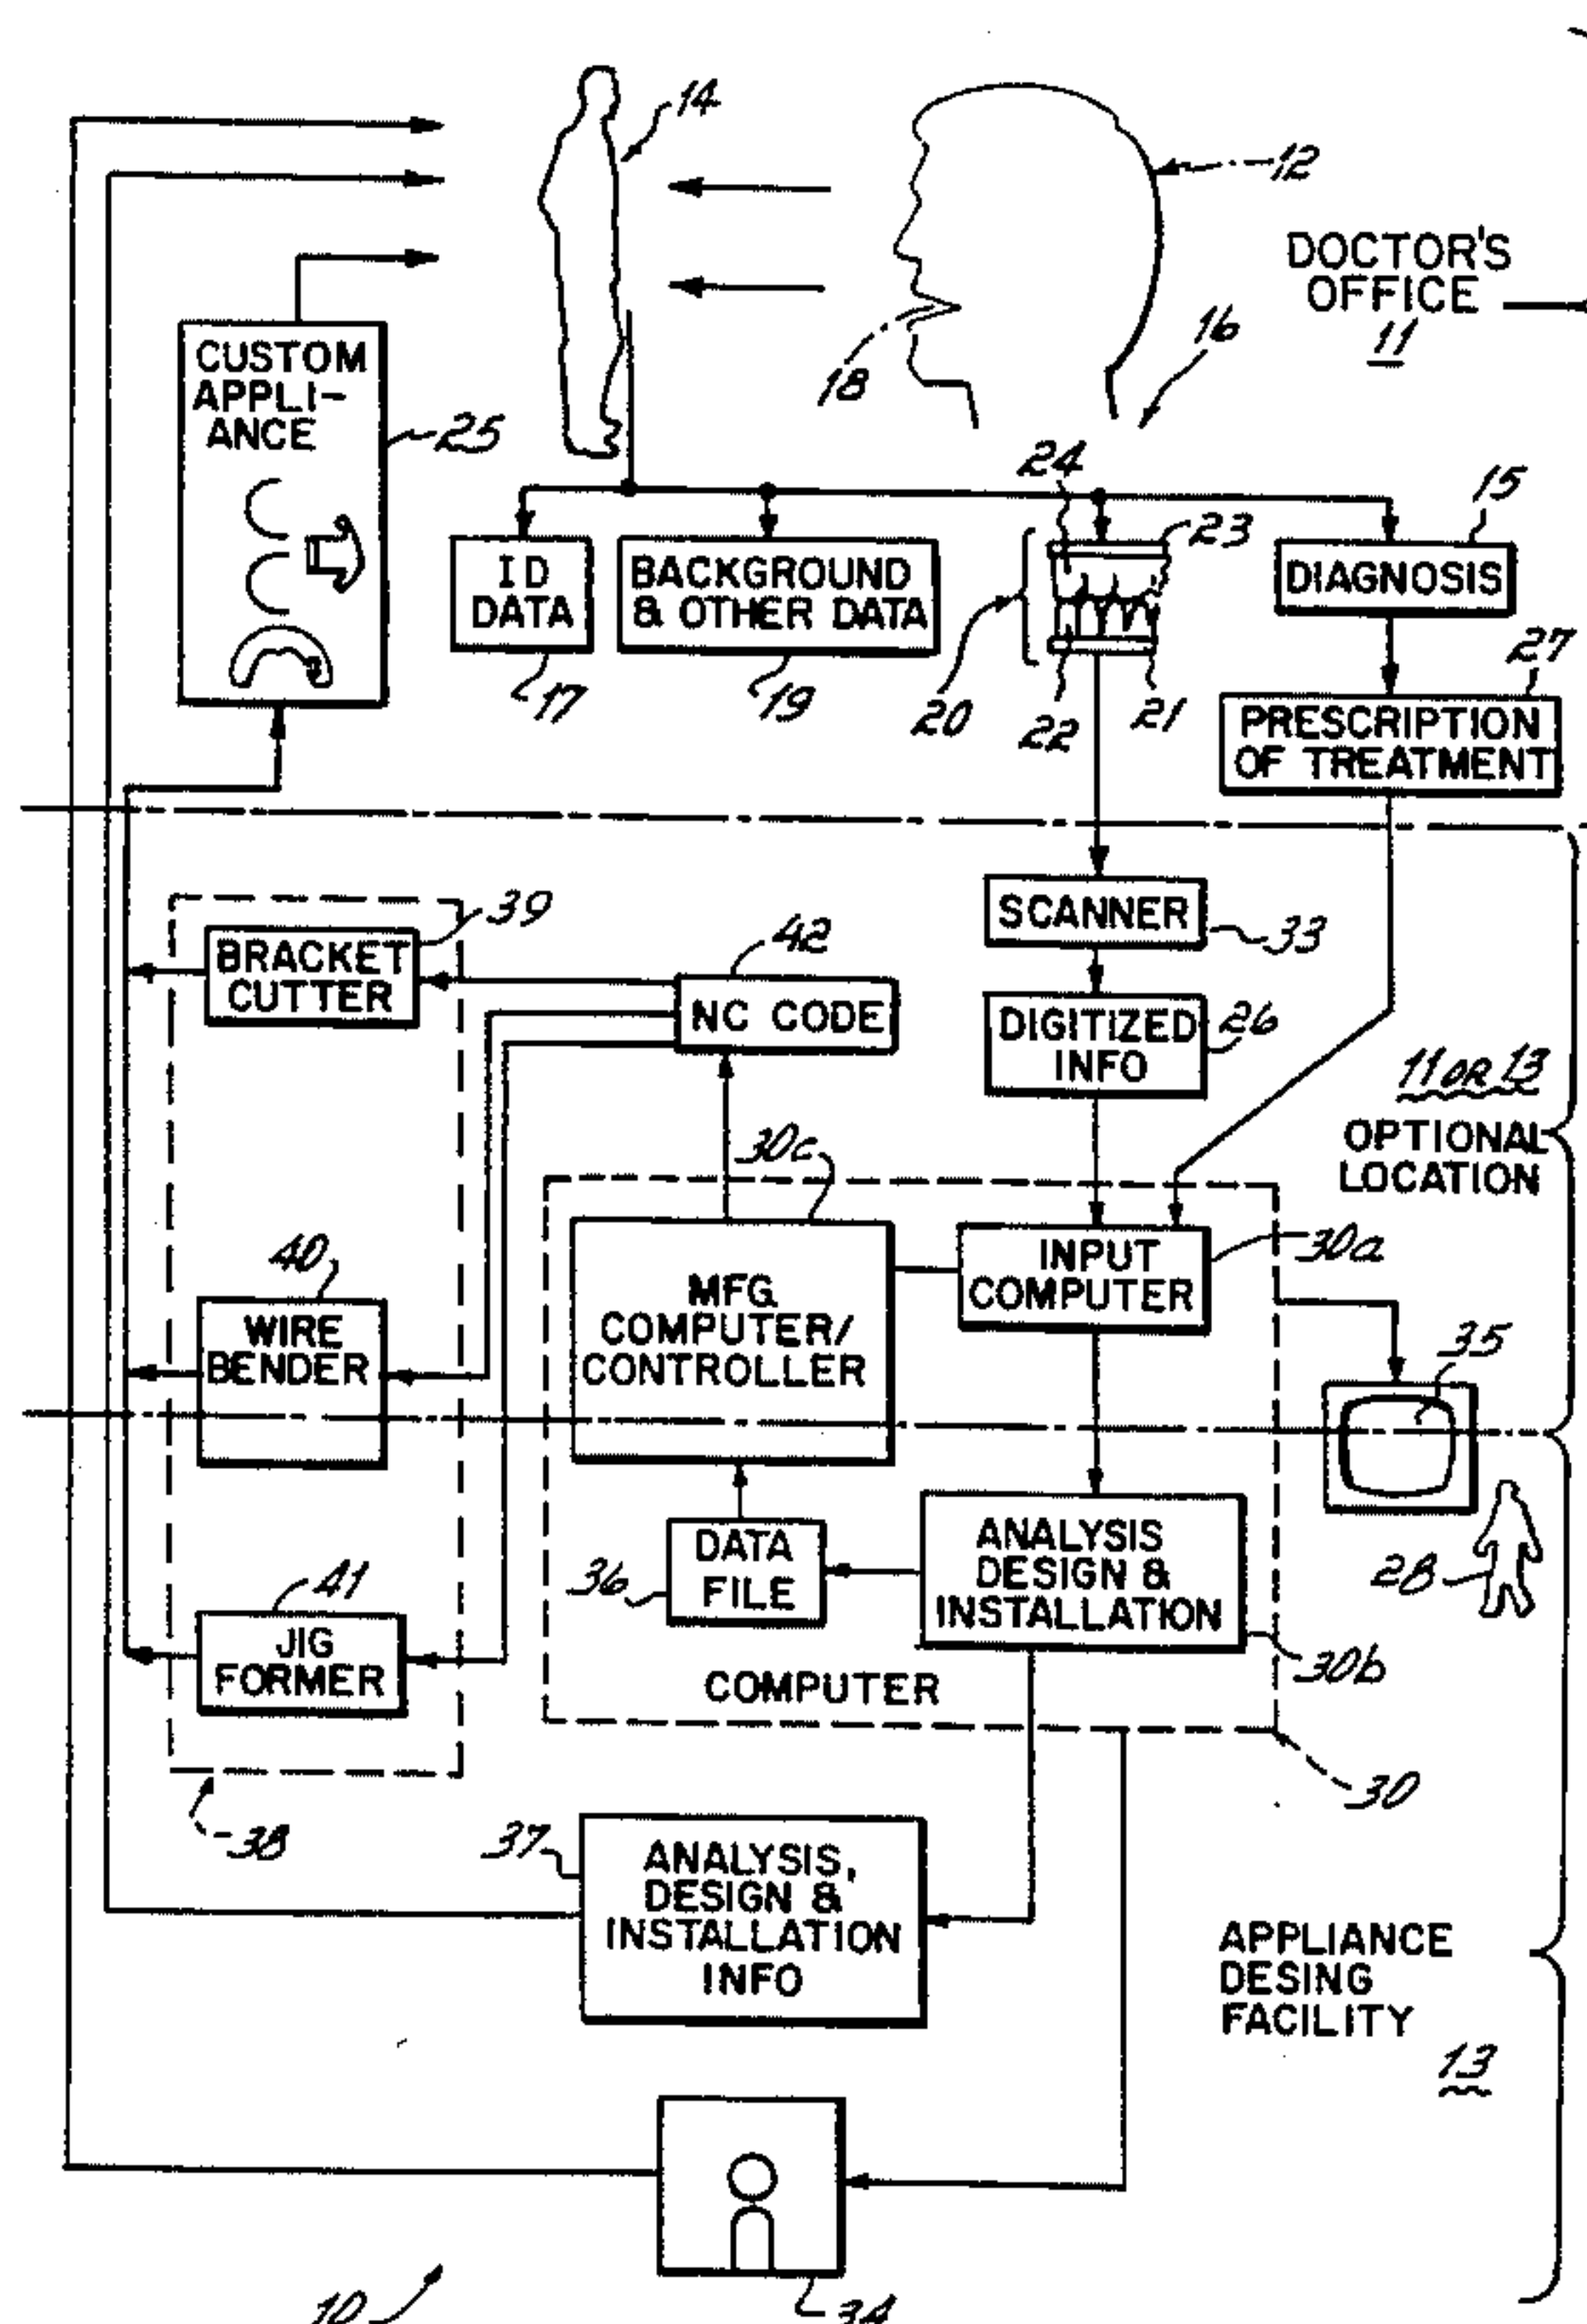 14
12
DOCTOR'S
OFFICE
11
18
16
CUSTOM
APPLI-
ANCE
25
24
15
23
ID
DATA
BACKGROUND
& OTHER DATA
DIAGNOSIS
17
19
20
22
21
27
PRESCRIPTION
OF TREATMENT
39
BRACKET
CUTTER
42
NC CODE
SCANNER
33
DIGITIZED
INFO
26
11 OR 13
OPTIONAL
LOCATION
30c
MFG.
COMPUTER/
CONTROLLER
INPUT
COMPUTER
30a
40
WIRE
BENDER
35
28
DATA
FILE
36
ANALYSIS
DESIGN &
INSTALLATION
30b
41
JIG
FORMER
COMPUTER
30
38
37
ANALYSIS,
DESIGN &
INSTALLATION
INFO
APPLIANCE
DESING
FACILITY
13
10
34